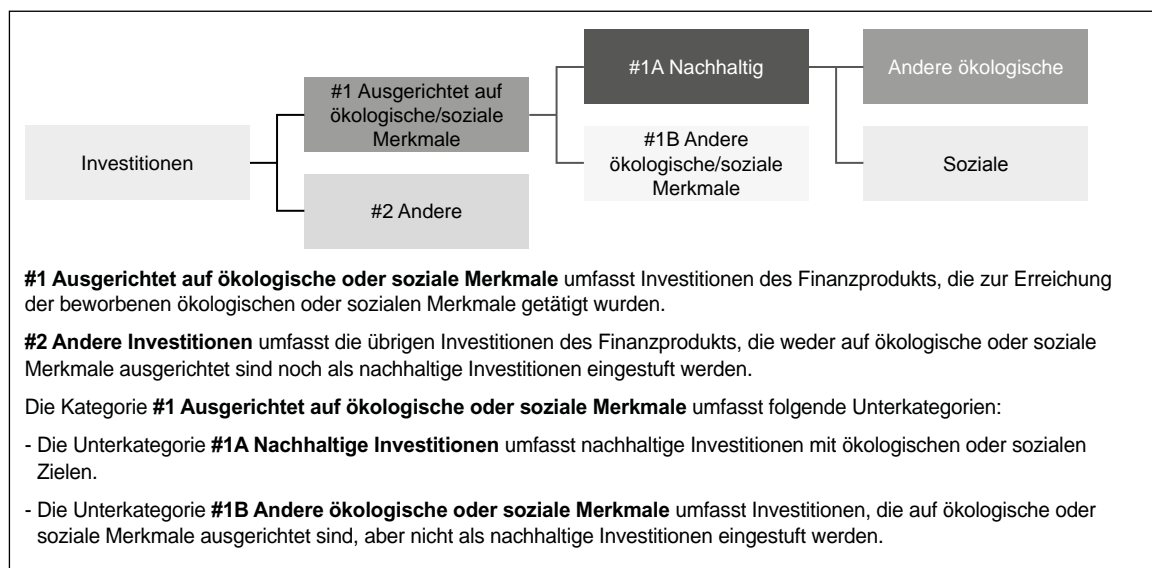 #1A Nachhaltig
Andere ökologische
#1 Ausgerichtet auf
ökologische/soziale
Merkmale
Investitionen
#1B Andere
ökologische/soziale
Merkmale
Soziale
#2 Andere
#1 Ausgerichtet auf ökologische oder soziale Merkmale umfasst Investitionen des Finanzprodukts, die zur Erreichung
der beworbenen ökologischen oder sozialen Merkmale getätigt wurden.
#2 Andere Investitionen umfasst die übrigen Investitionen des Finanzprodukts, die weder auf ökologische oder soziale
Merkmale ausgerichtet sind noch als nachhaltige Investitionen eingestuft werden.
Die Kategorie #1 Ausgerichtet auf ökologische oder soziale Merkmale umfasst folgende Unterkategorien:
- Die Unterkategorie #1A Nachhaltige Investitionen umfasst nachhaltige Investitionen mit ökologischen oder sozialen
Zielen.
- Die Unterkategorie #1B Andere ökologische oder soziale Merkmale umfasst Investitionen, die auf ökologische oder
soziale Merkmale ausgerichtet sind, aber nicht als nachhaltige Investitionen eingestuft werden.